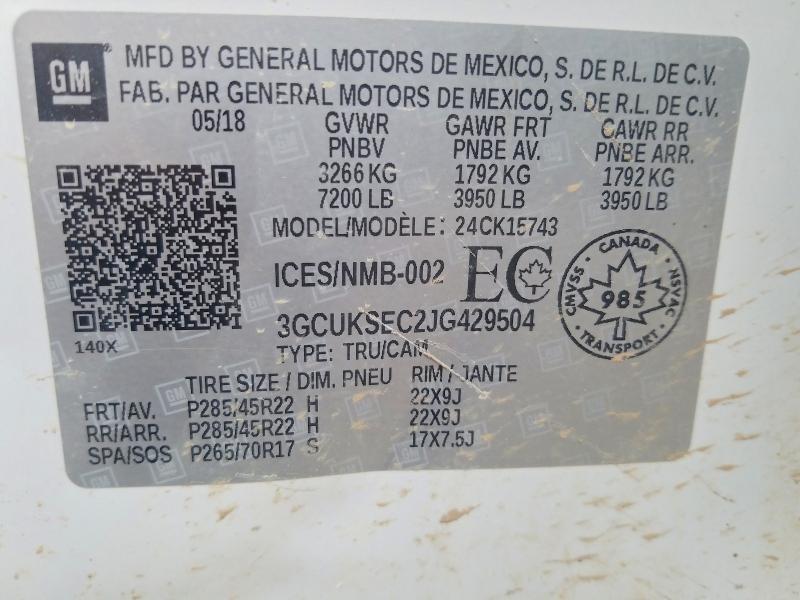 GM
MFD BY GENERAL MOTORS DE MEXICO, S. DE R.L. DE C.V.
FAB. PAR GENERAL MOTORS DE MEXICO, S. DE R.L. DE C.V.
05/18 GVWR GAWR FRT CAWR RR
PNBV PNBE AV. PNBE ARR.
3266 KG 1792 KG 1792 KG
7200 LB 3950 LB 3950 LB
MODEL/MODÈLE: 24CK15743
ICES/NMB-002 EC
CANADA
CMVSS 985 NSVAC
TRANSPORT
3GCUKSEC2JG429504
140X
TYPE: TRU/CAM
TIRE SIZE / DIM. PNEU RIM / JANTE
FRT/AV. P285/45R22 H 22X9J
RR/ARR. P285/45R22 H 22X9J
SPA/SOS P265/70R17 S 17X7.5J